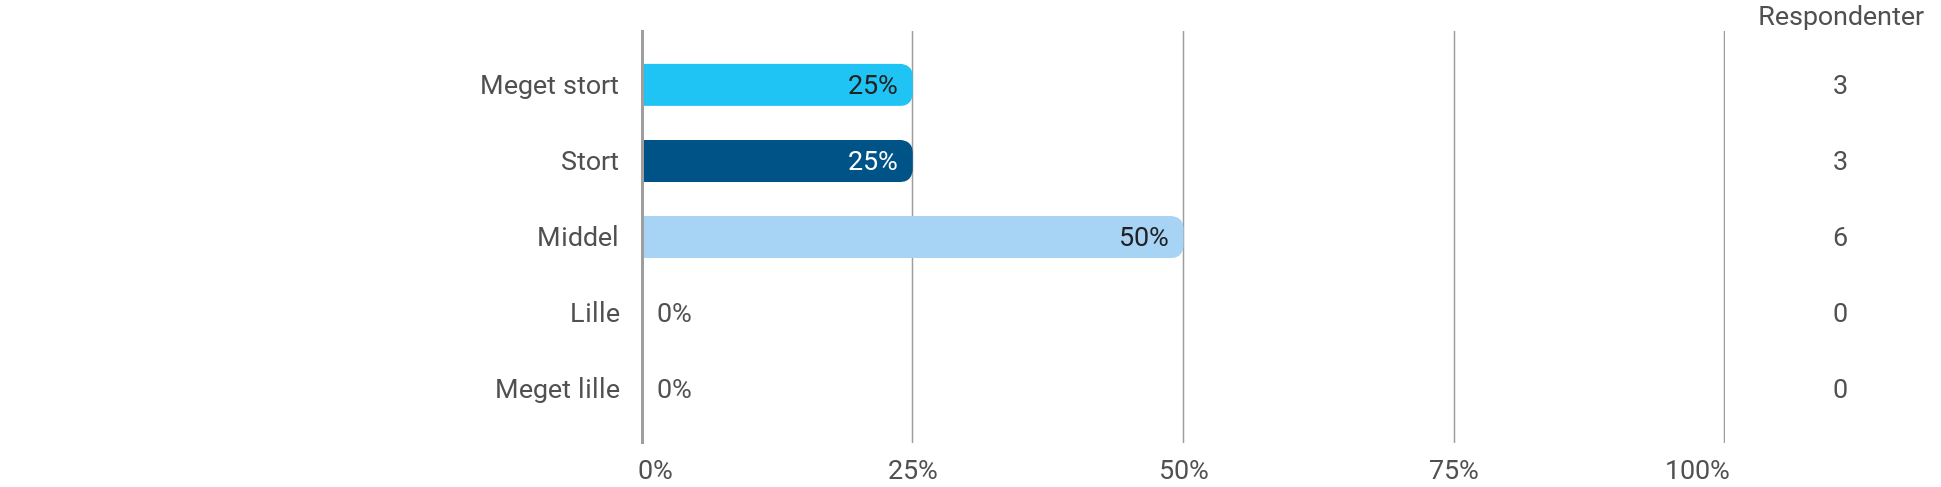 Respondenter
Meget stort 25% 3
Stort 25% 3
Middel 50% 6
Lille 0% 0
Meget lille 0% 0
0% 25% 50% 75% 100%